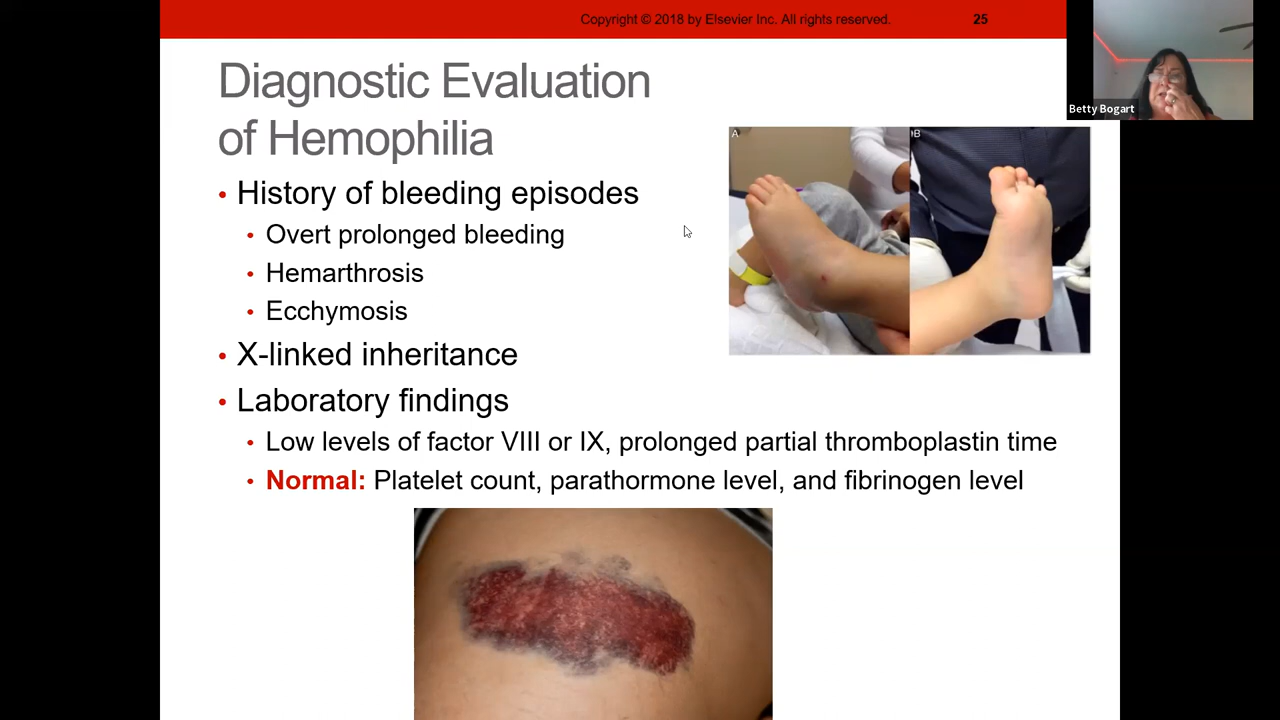 Copyright © 2018 by Elsevier Inc. All rights reserved.
25
Betty Bogart
Diagnostic Evaluation
of Hemophilia
• History of bleeding episodes
• Overt prolonged bleeding
• Hemarthrosis
• Ecchymosis
• X-linked inheritance
• Laboratory findings
• Low levels of factor VIII or IX, prolonged partial thromboplastin time
• Normal: Platelet count, parathormone level, and fibrinogen level
A
B